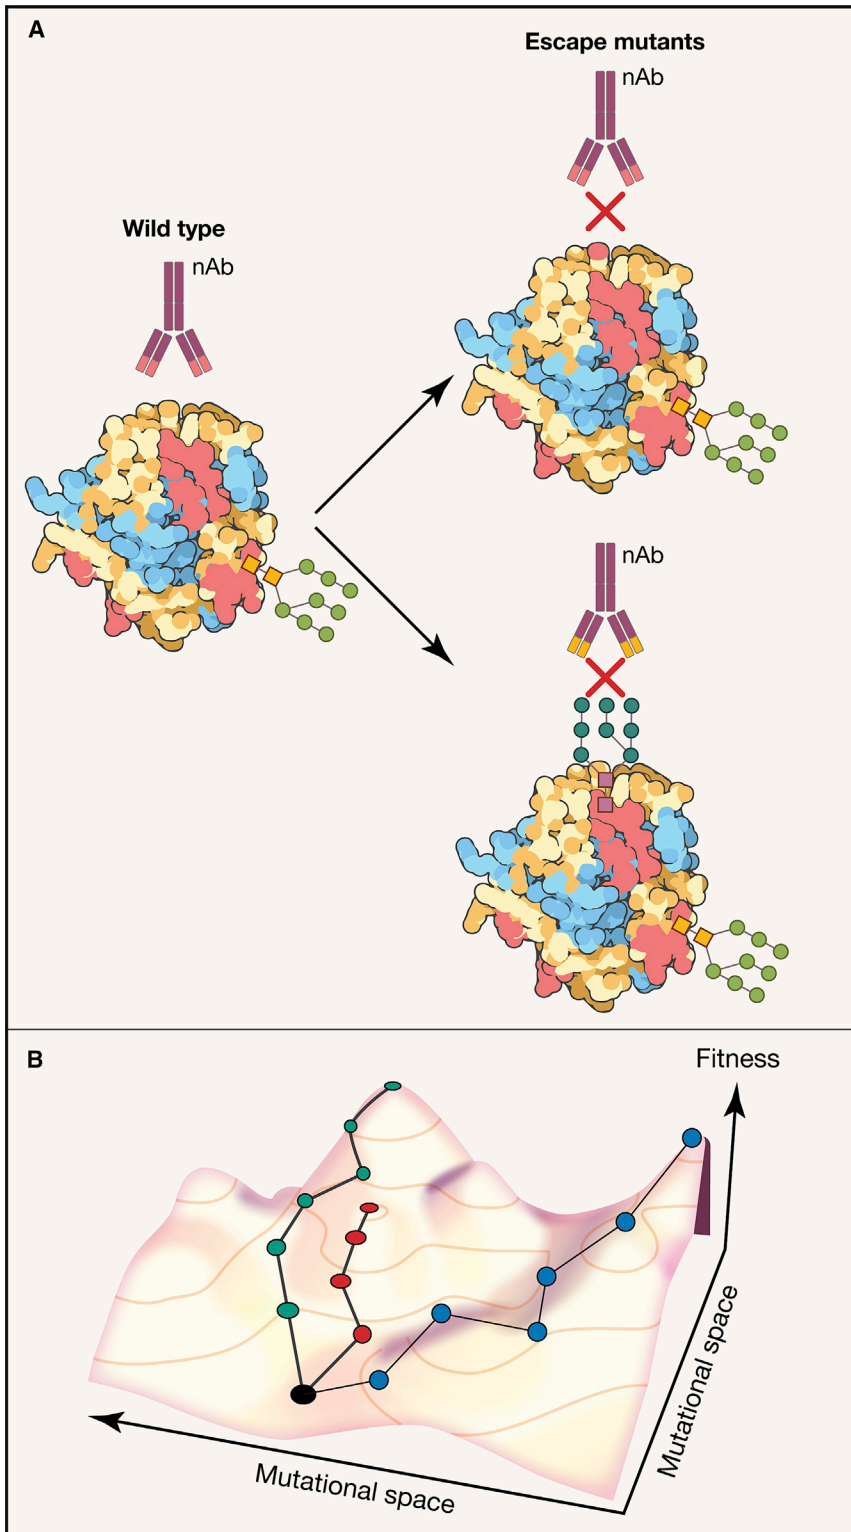 A
Escape mutants
nAb
Wild type
nAb
nAb
B
Fitness
Mutational space
Mutational space